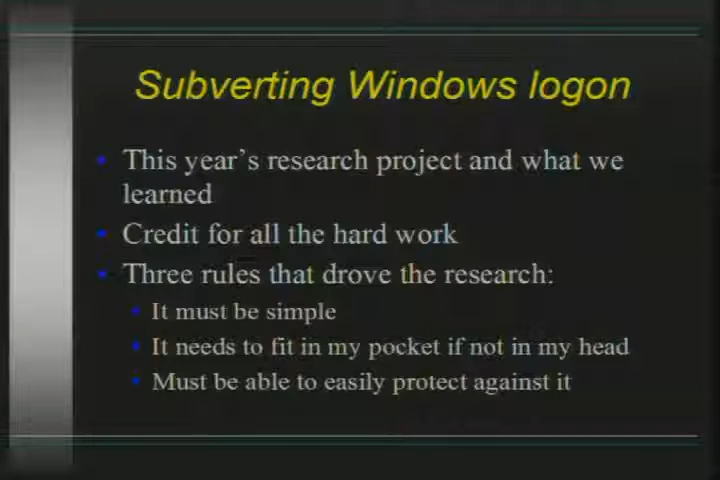 Subverting Windows logon
• This year's research project and what we
learned
• Credit for all the hard work
• Three rules that drove the research:
• It must be simple
• It needs to fit in my pocket if not in my head
• Must be able to easily protect against it